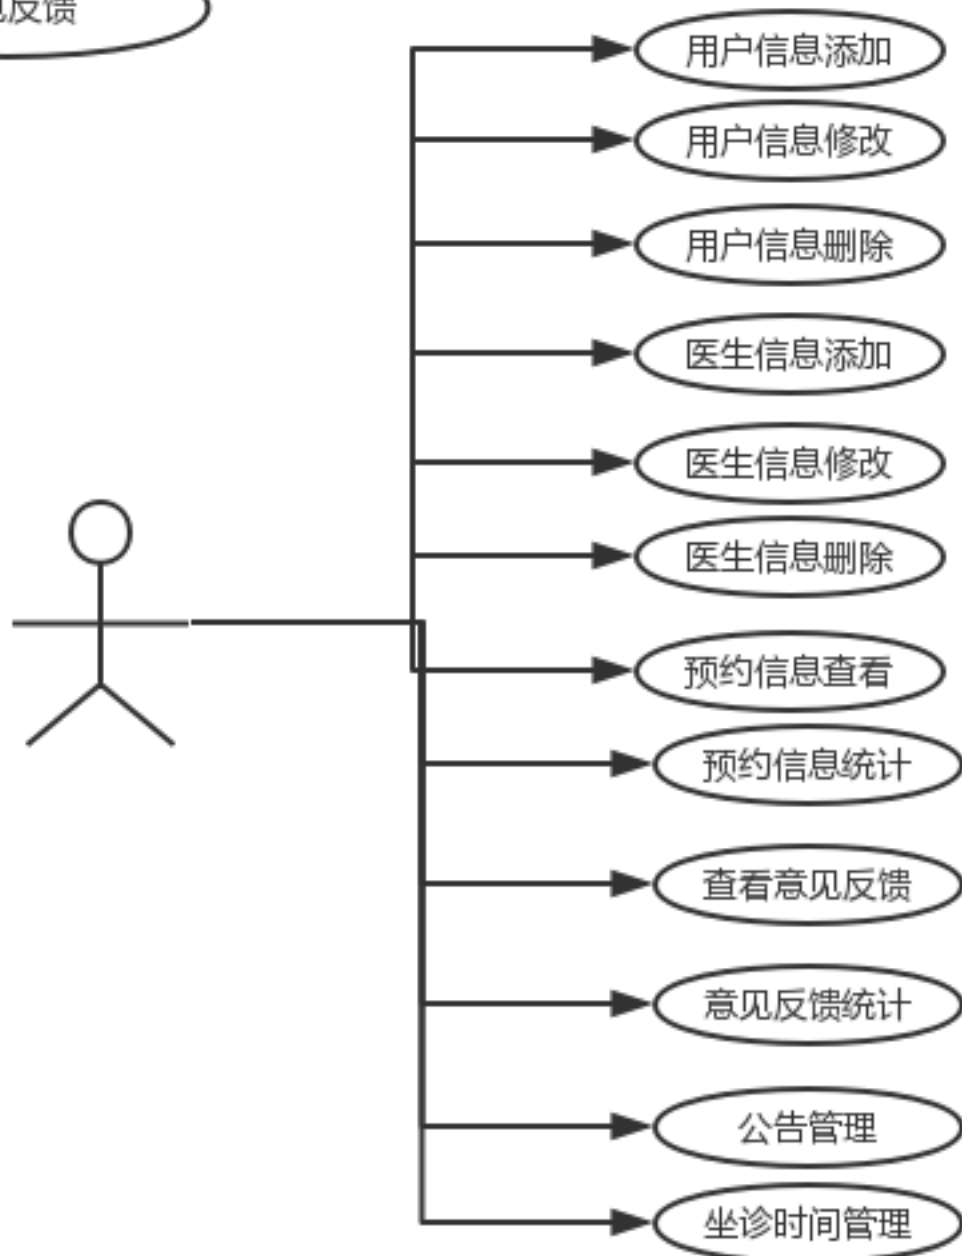 见反馈
用户信息添加
用户信息修改
用户信息删除
医生信息添加
医生信息修改
医生信息删除
预约信息查看
预约信息统计
查看意见反馈
意见反馈统计
公告管理
坐诊时间管理